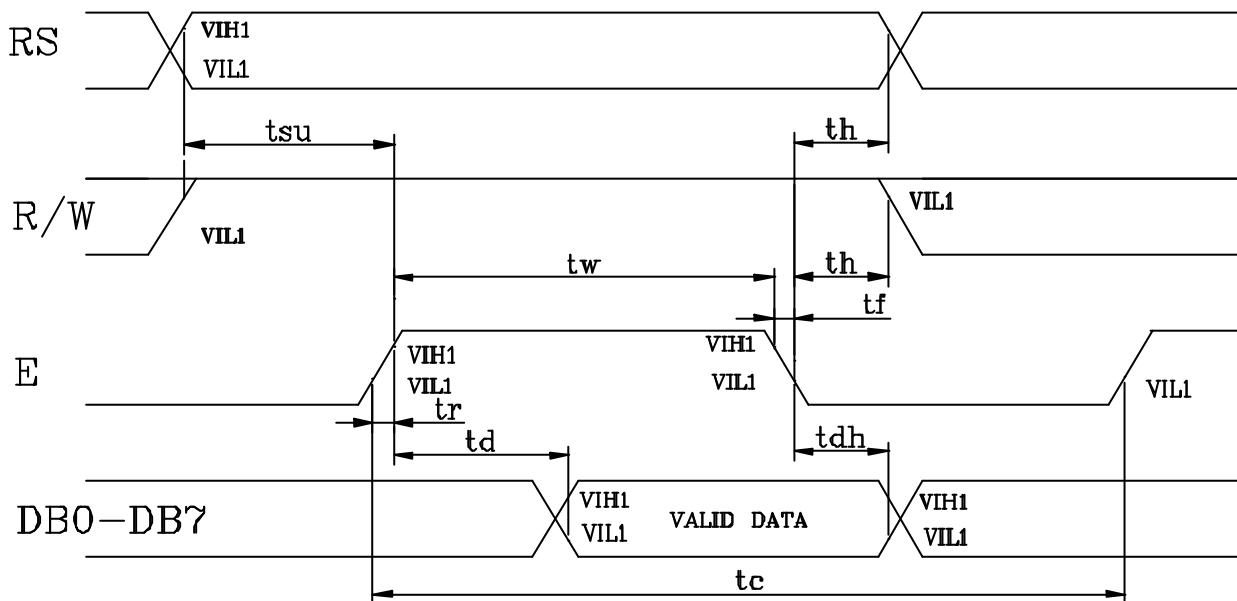 RS
VIH1
VIL1
tsu
th
R/W
VIL1
VIL1
tw
th
tf
E
VIH1
VIL1
VIH1
VIL1
VIL1
tr
td
tdh
DB0-DB7
VIH1
VIL1
VALID DATA
VIH1
VIL1
tc